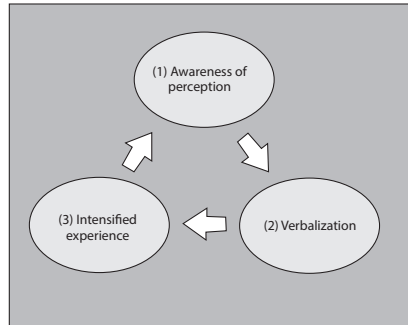 (1) Awareness of
perception
(2) Verbalization
(3) Intensified
experience